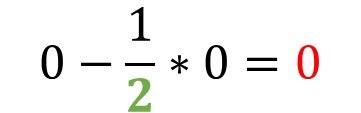 0 − 1/2 * 0 = 0